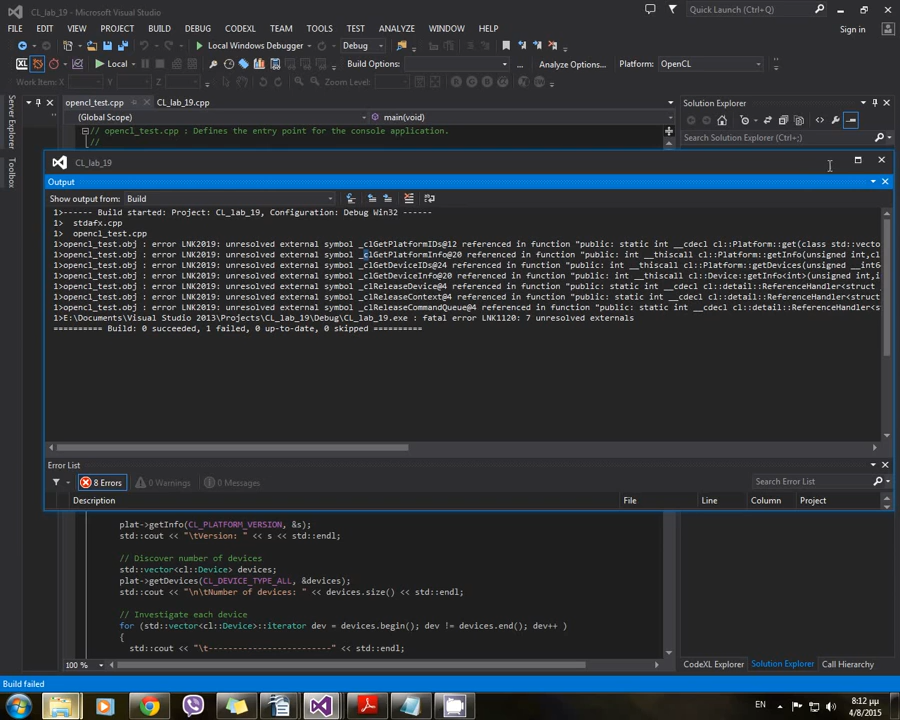 CL_lab_19 - Microsoft Visual Studio
Quick Launch (Ctrl+Q)
FILE EDIT VIEW PROJECT BUILD DEBUG CODEXL TEAM TOOLS TEST ANALYZE WINDOW HELP
Sign in
Local Windows Debugger Debug
Local Build Options: Analyze Options... Platform: OpenCL
Work Item: Zoom Levels:
Server Explorer
Toolbox
opencl_test.cpp CL_lab_19.cpp
(Global Scope) main(void)
// opencl_test.cpp : Defines the entry point for the console application.
//
Solution Explorer
Search Solution Explorer (Ctrl+;)
CL_lab_19
Output
Show output from: Build
1>------ Build started: Project: CL_lab_19, Configuration: Debug Win32 ------
1> stdafx.cpp
1> opencl_test.cpp
1>opencl_test.obj : error LNK2019: unresolved external symbol _clGetPlatformIDs@12 referenced in function "public: static int __cdecl cl::Platform::get(class std::vecto
1>opencl_test.obj : error LNK2019: unresolved external symbol _clGetPlatformInfo@20 referenced in function "public: int __thiscall cl::Platform::getInfo(unsigned int,cl
1>opencl_test.obj : error LNK2019: unresolved external symbol _clGetDeviceIDs@24 referenced in function "public: int __thiscall cl::Platform::getDevices(unsigned __int6
1>opencl_test.obj : error LNK2019: unresolved external symbol _clGetDeviceInfo@20 referenced in function "public: int __thiscall cl::Device::getInfo(unsigned int,
1>opencl_test.obj : error LNK2019: unresolved external symbol _clReleaseDevice@4 referenced in function "public: static int __cdecl cl::detail::ReferenceHandler<struct
1>opencl_test.obj : error LNK2019: unresolved external symbol _clReleaseContext@4 referenced in function "public: static int __cdecl cl::detail::ReferenceHandler<struct
1>opencl_test.obj : error LNK2019: unresolved external symbol _clReleaseCommandQueue@4 referenced in function "public: static int __cdecl cl::detail::ReferenceHandler<s
1>E:\Documents\Visual Studio 2013\Projects\CL_lab_19\Debug\CL_lab_19.exe : fatal error LNK1120: 7 unresolved externals
========== Build: 0 succeeded, 1 failed, 0 up-to-date, 0 skipped ==========
Error List
8 Errors 0 Warnings 0 Messages
Search Error List
Description File Line Column Project
plat->getInfo(CL_PLATFORM_VERSION, &s);
std::cout << "\tVersion: " << s << std::endl;
// Discover number of devices
std::vector<cl::Device> devices;
plat->getDevices(CL_DEVICE_TYPE_ALL, &devices);
std::cout << "\n\tNumber of devices: " << devices.size() << std::endl;
// Investigate each device
for (std::vector<cl::Device>::iterator dev = devices.begin(); dev != devices.end(); dev++ )
{
100 %
CodeXL Explorer Solution Explorer Call Hierarchy
Build failed
EN
8:12 μμ
4/8/2015